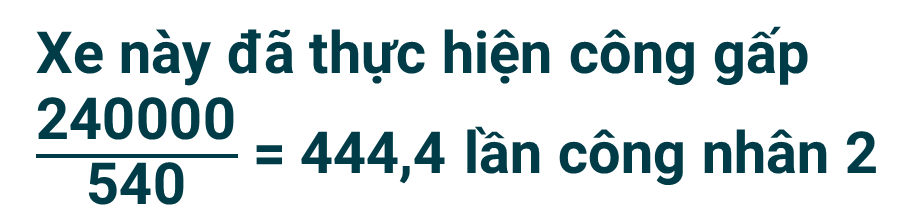 Xe này đã thực hiện công gấp
240000
540
= 444,4 lần công nhân 2